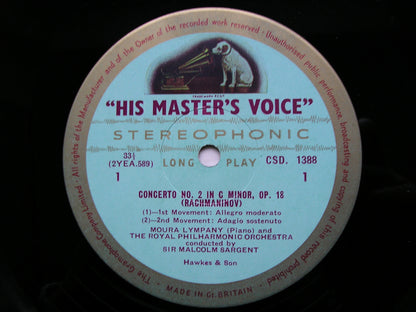 All rights of the Manufacturer and of the Owner of the recorded work reserved · Unauthorised public performance, broadcasting and copying of this record prohibited
TRADE MARK REGD.
"HIS MASTER'S VOICE"
STEREOPHONIC
33⅓
(2YEA.589) LONG PLAY CSD. 1388
1 1
CONCERTO NO. 2 IN C MINOR, OP. 18
(RACHMANINOV)
(1)—1st Movement: Allegro moderato
(2)—2nd Movement: Adagio sostenuto
MOURA LYMPANY (Piano) and
THE ROYAL PHILHARMONIC ORCHESTRA
conducted by
SIR MALCOLM SARGENT
Hawkes & Son
The Gramophone Company Limited · MADE IN Gt. BRITAIN